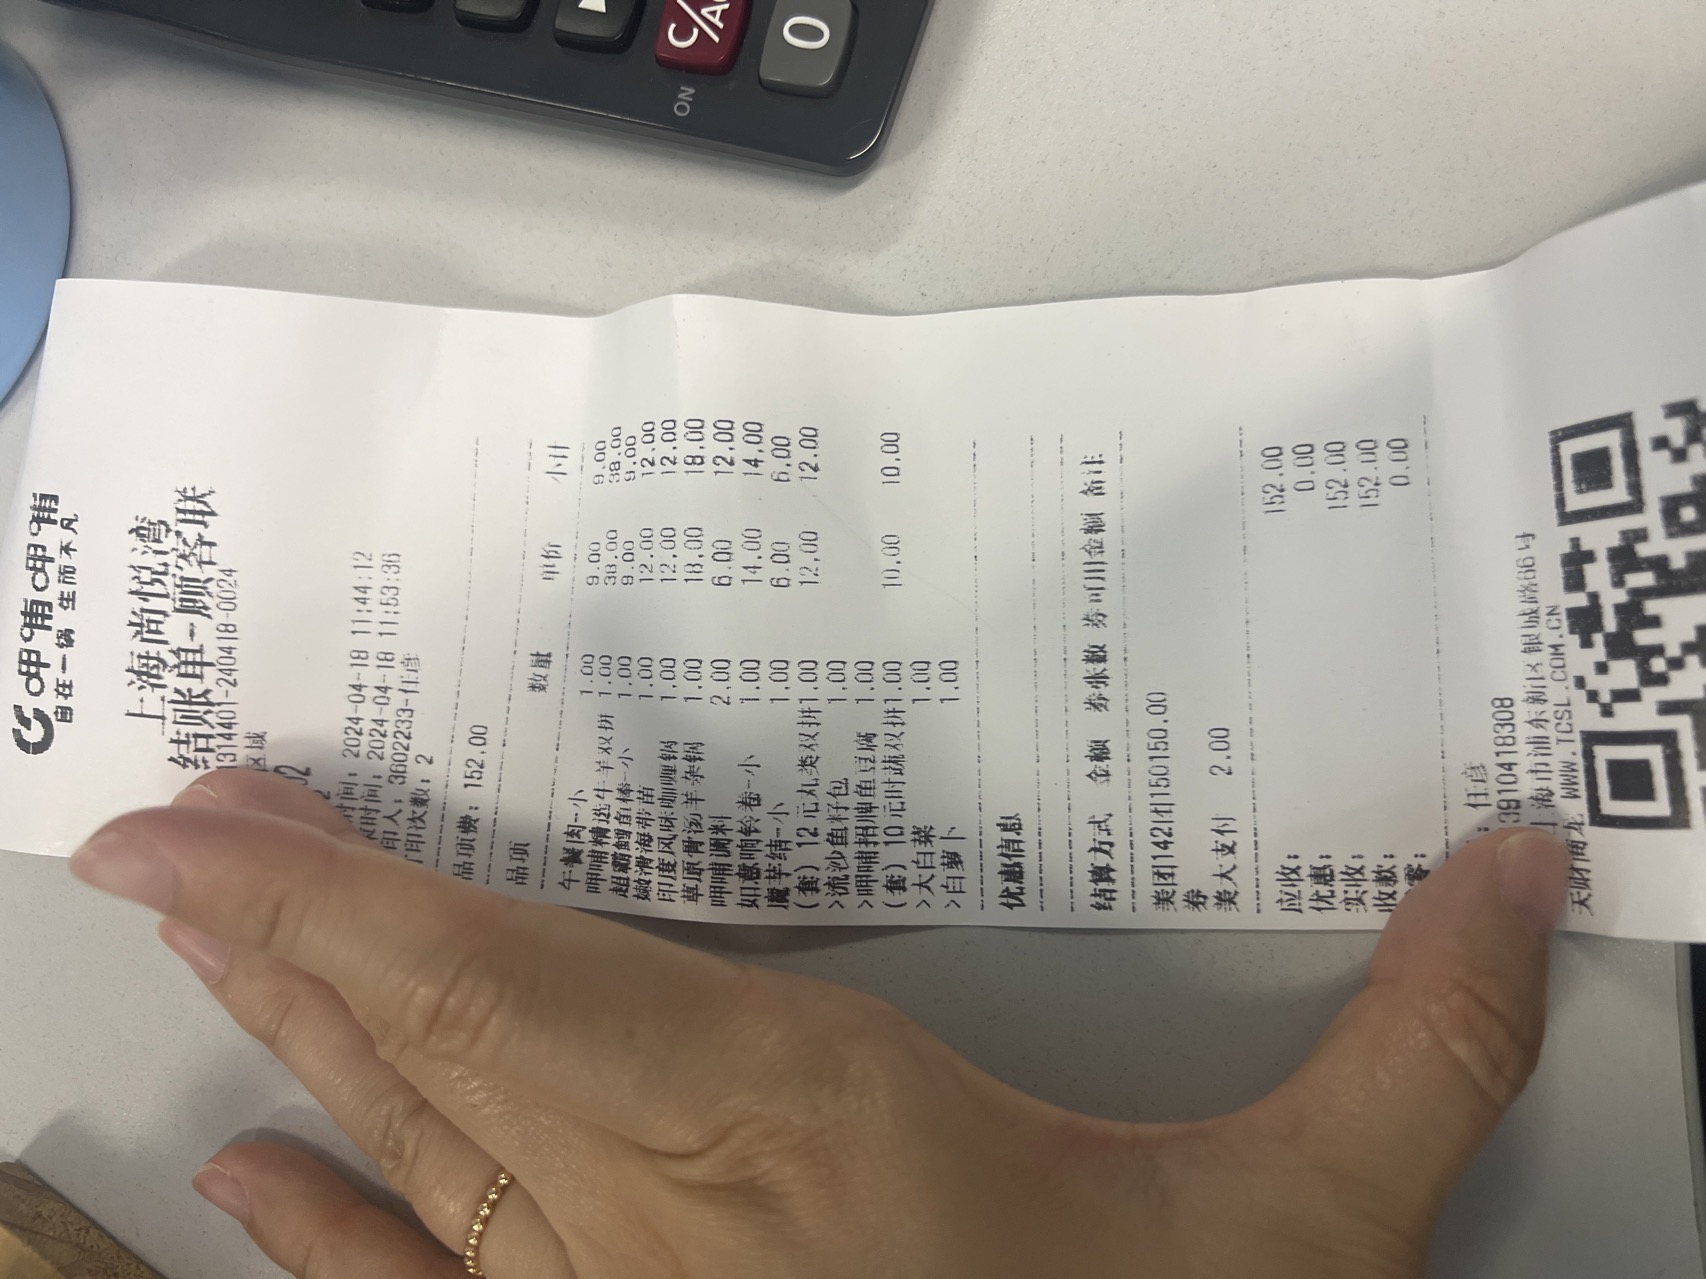 呷哺呷哺
自在一锅 生而不凡
上海尚悦湾
结账单-顾客联
314401-240418-0024
区域
时间: 2024-04-18 11:44:12
时间: 2024-04-18 11:53:36
印人: 3602233-任彦
印次数: 2
品项费: 152.00
品项 数量 单价 小计
午餐肉-小 1.00 9.00 9.00
呷哺精选牛羊双拼 1.00 38.00 38.00
超霸鳕鱼棒-小 1.00 9.00 9.00
嫩滑海带苗 1.00 12.00 12.00
印度风味咖喱锅 1.00 12.00 12.00
草原骨汤羊杂锅 1.00 18.00 18.00
呷哺调料 2.00 6.00 12.00
如意响铃卷-小 1.00 14.00 14.00
魔芋结-小 1.00 6.00 6.00
(套)12元丸类双拼 1.00 12.00 12.00
>流沙鱼籽包 1.00
>呷哺招牌鱼豆腐 1.00
(套)10元时蔬双拼 1.00 10.00 10.00
>大白菜 1.00
>白萝卜 1.00
优惠信息
结算方式 金额 券张数 券可用金额 备注
美团142抵150 150.00
券
美大支付 2.00
应收: 152.00
优惠: 0.00
实收: 152.00
收款: 152.00
零: 0.00
: 任彦
: 3910418308
上海市浦东新区银城路66号
天财商龙 WWW.TCSL.COM.CN
C/AC
0
ON